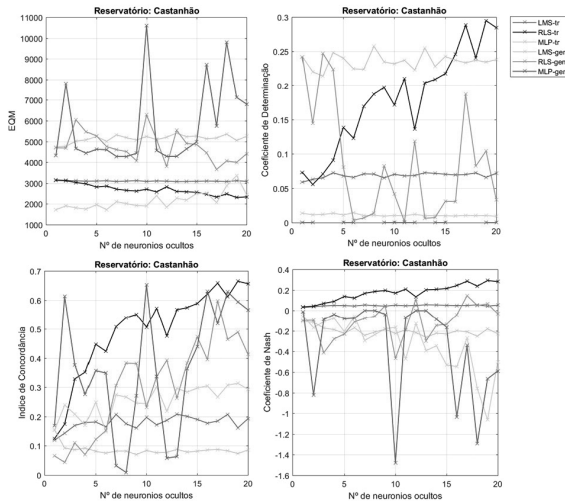 Reservatório: Castanhão
EQM
11000
10000
9000
8000
7000
6000
5000
4000
3000
2000
1000
0 5 10 15 20
Nº de neuronios ocultos
Reservatório: Castanhão
Coeficiente de Determinação
0.3
0.25
0.2
0.15
0.1
0.05
0
0 5 10 15 20
Nº de neuronios ocultos
LMS-tr
RLS-tr
MLP-tr
LMS-gen
RLS-gen
MLP-gen
Reservatório: Castanhão
Indice de Concordância
0.7
0.6
0.5
0.4
0.3
0.2
0.1
0
0 5 10 15 20
Nº de neuronios ocultos
Reservatório: Castanhão
Coeficiente de Nash
0.4
0.2
0
-0.2
-0.4
-0.6
-0.8
-1
-1.2
-1.4
-1.6
0 5 10 15 20
Nº de neuronios ocultos